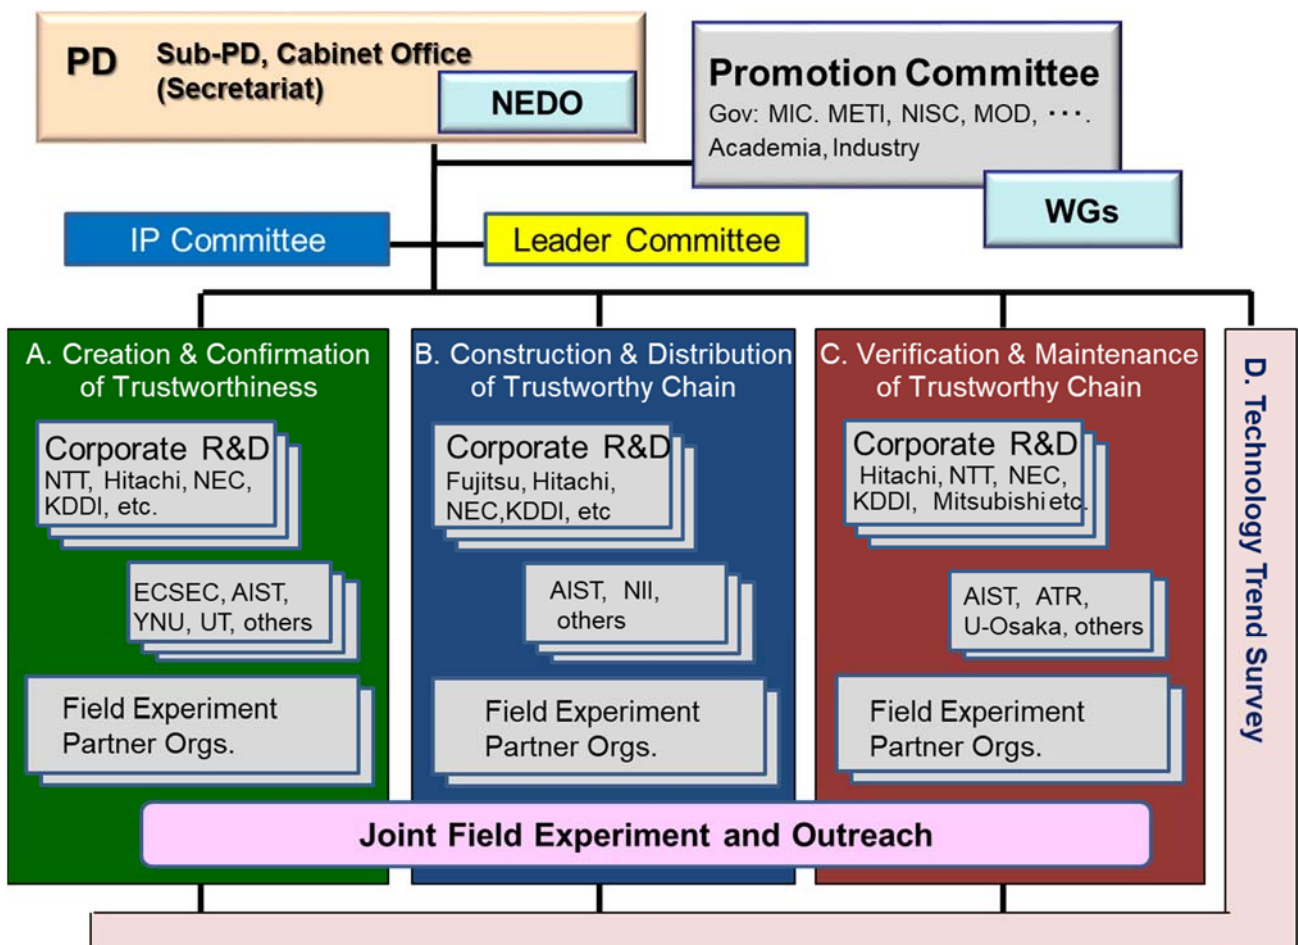 PD
Sub-PD, Cabinet Office
(Secretariat)
NEDO
Promotion Committee
Gov: MIC. METI, NISC, MOD, ･･･.
Academia, Industry
WGs
IP Committee
Leader Committee
A. Creation & Confirmation
of Trustworthiness
Corporate R&D
NTT, Hitachi, NEC,
KDDI, etc.
ECSEC, AIST,
YNU, UT, others
Field Experiment
Partner Orgs.
B. Construction & Distribution
of Trustworthy Chain
Corporate R&D
Fujitsu, Hitachi,
NEC,KDDI, etc
AIST, NII,
others
Field Experiment
Partner Orgs.
C. Verification & Maintenance
of Trustworthy Chain
Corporate R&D
Hitachi, NTT, NEC,
KDDI, Mitsubishi etc.
AIST, ATR,
U-Osaka, others
Field Experiment
Partner Orgs.
D. Technology Trend Survey
Joint Field Experiment and Outreach